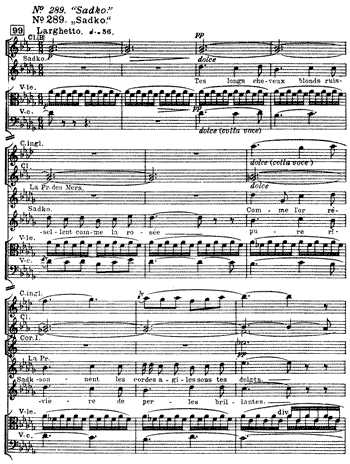 Nº 289. "Sadko."
Nº 289. „Sadko."
99 Larghetto. 56.
Cl. B
pp
Sadko.
dolce
Tes longs che-veux blonds ruis-
V-le.
V-c.
pp
dolce (colla voce)
C.ingl.
dolce (colla voce)
Cl.
pp
La Pr. des Mers.
dolce
Com-me l'or ré-
Sadko.
-sel-lent com-me la ro-sée
pu-re ri-
V-le.
V-c.
C.ingl.
Cl.
Cor. I.
pp
La Pr.
-son-nent les cordes a-gi-les sous tes doigts.
Sadk.
-viè-re de per-les bril-lantes.
V-le.
div.
V-c.